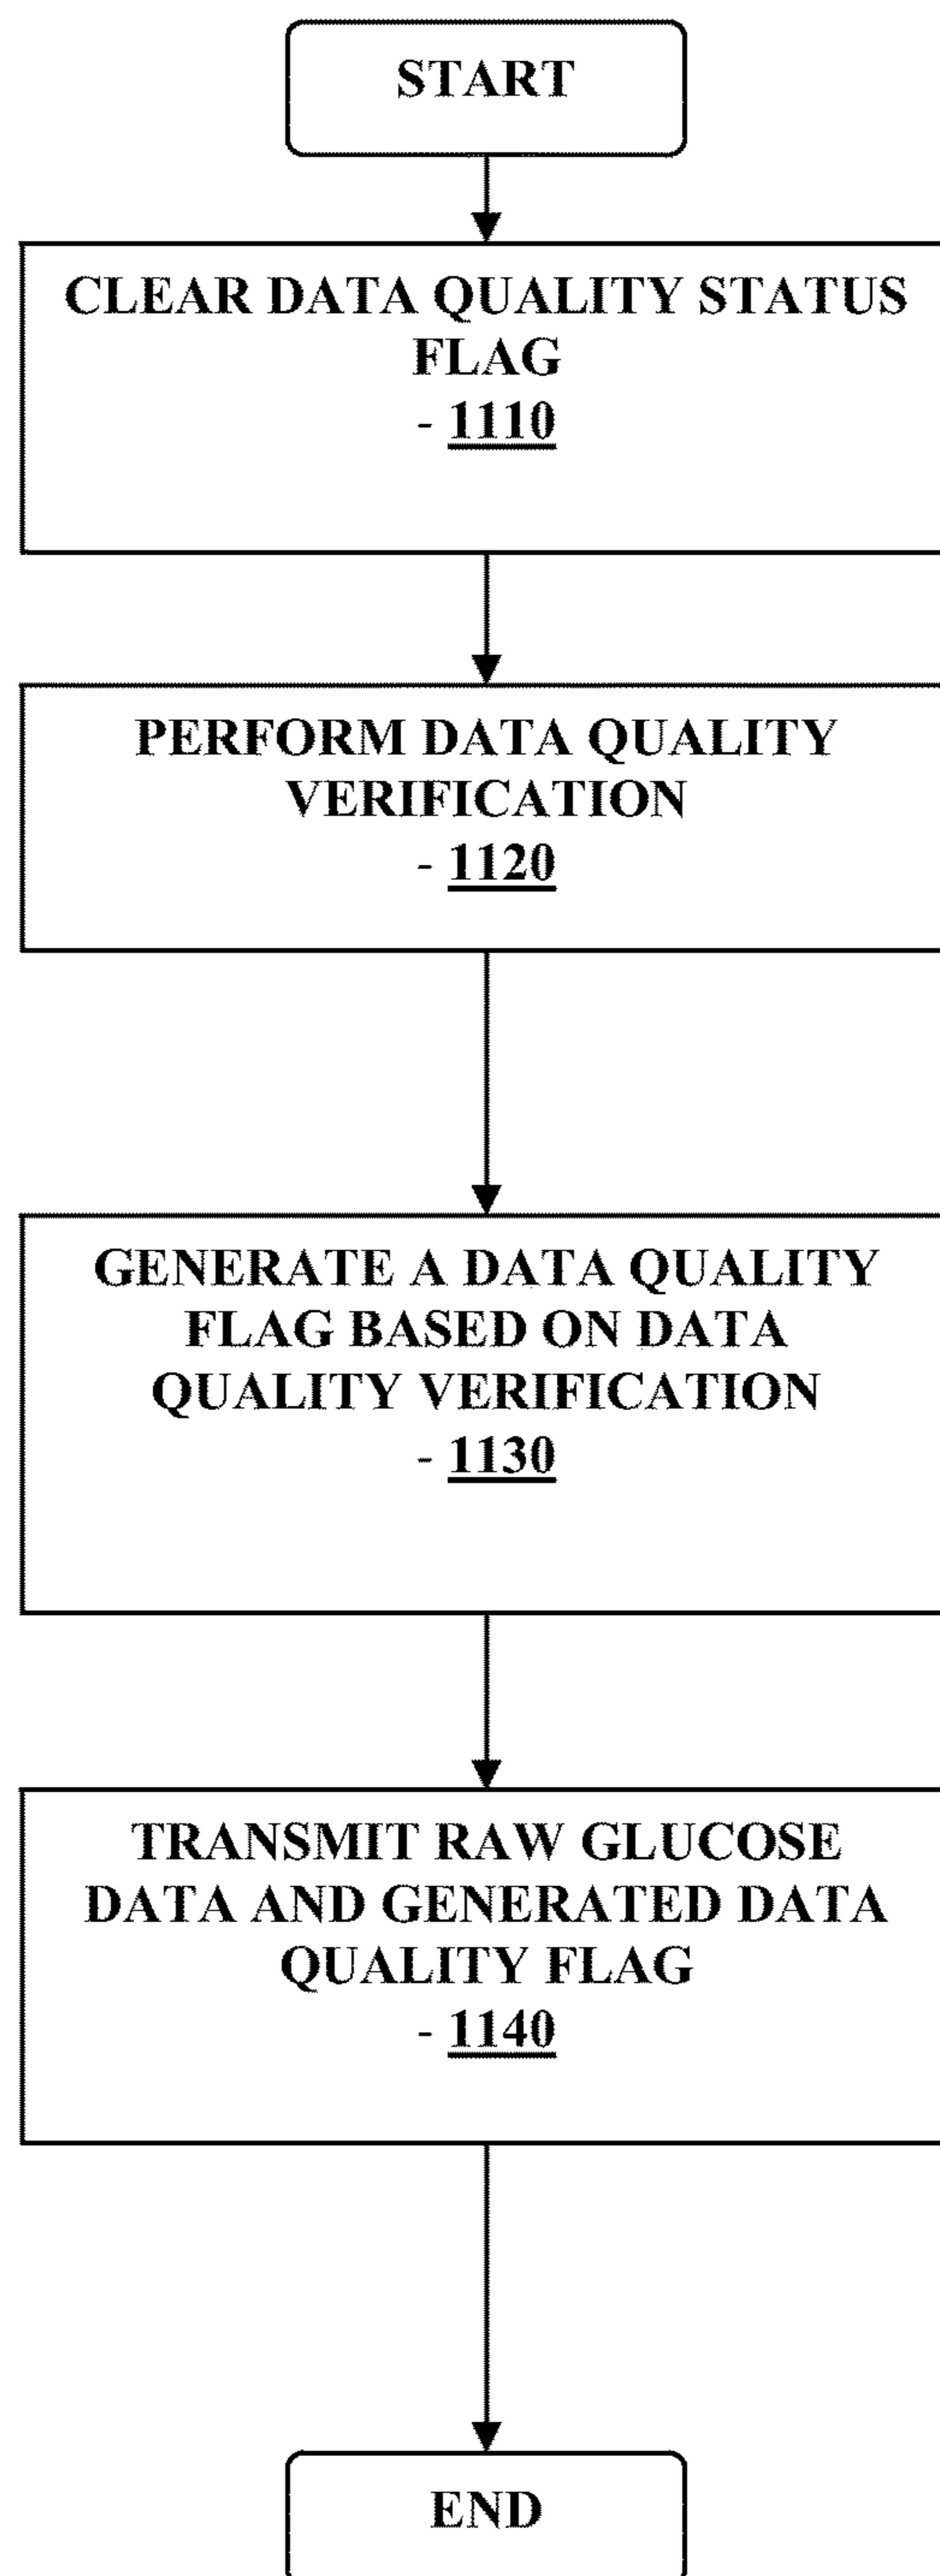 START
CLEAR DATA QUALITY STATUS
FLAG
- 1110
PERFORM DATA QUALITY
VERIFICATION
- 1120
GENERATE A DATA QUALITY
FLAG BASED ON DATA
QUALITY VERIFICATION
- 1130
TRANSMIT RAW GLUCOSE
DATA AND GENERATED DATA
QUALITY FLAG
- 1140
END